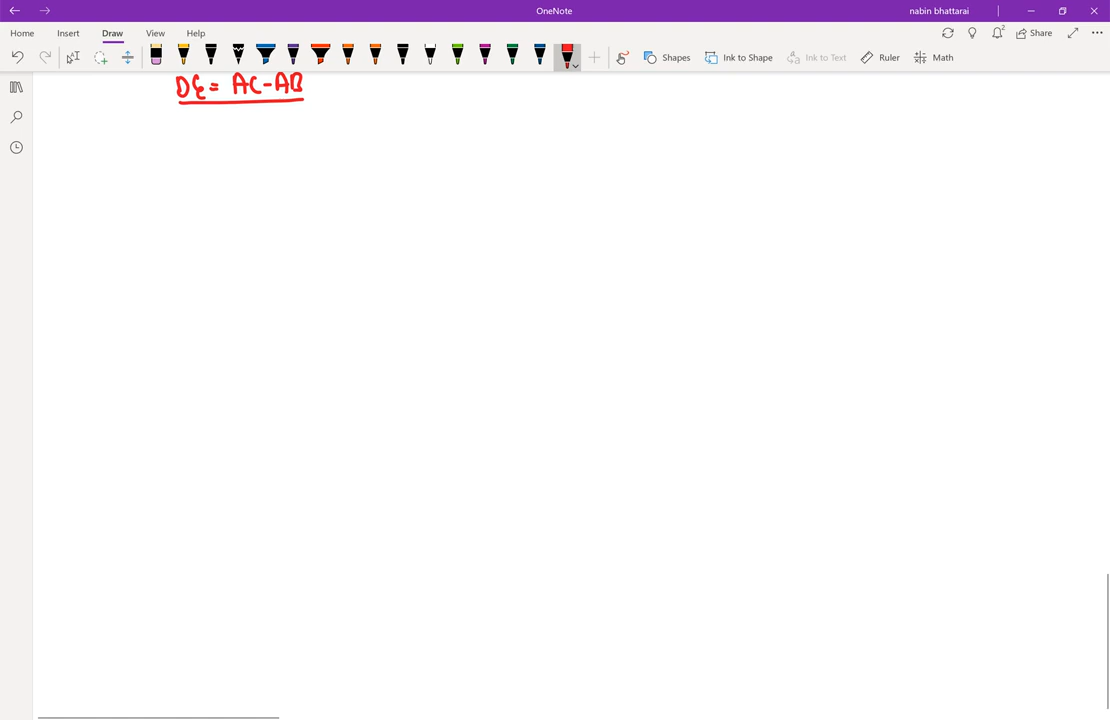 OneNote
nabin bhattarai
Home Insert Draw View Help
2 Share
Shapes Ink to Shape Ink to Text Ruler Math
DE = AC - AB